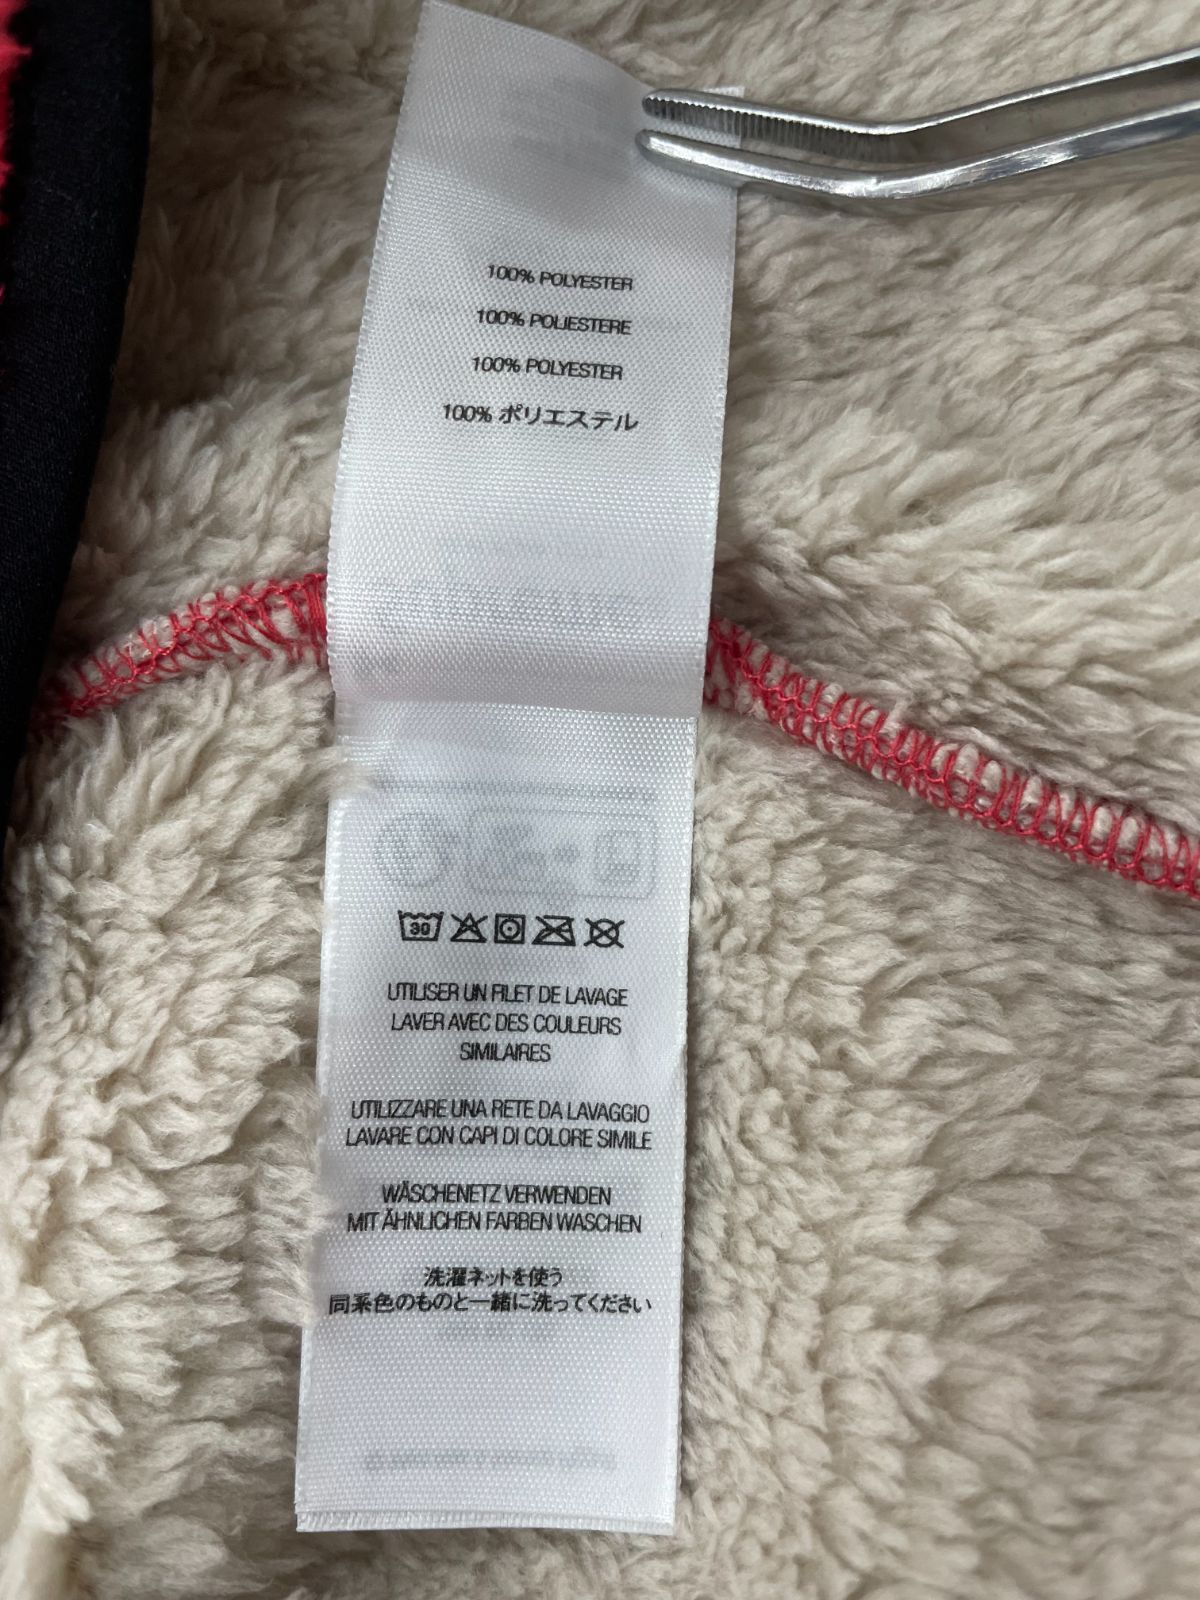 100% POLYESTER
100% POLIESTERE
100% POLYESTER
100% ポリエステル
30
UTILISER UN FILET DE LAVAGE
LAVER AVEC DES COULEURS
SIMILAIRES
UTILIZZARE UNA RETE DA LAVAGGIO
LAVARE CON CAPI DI COLORE SIMILE
WÄSCHENETZ VERWENDEN
MIT ÄHNLICHEN FARBEN WASCHEN
洗濯ネットを使う
同系色のものと一緒に洗ってください